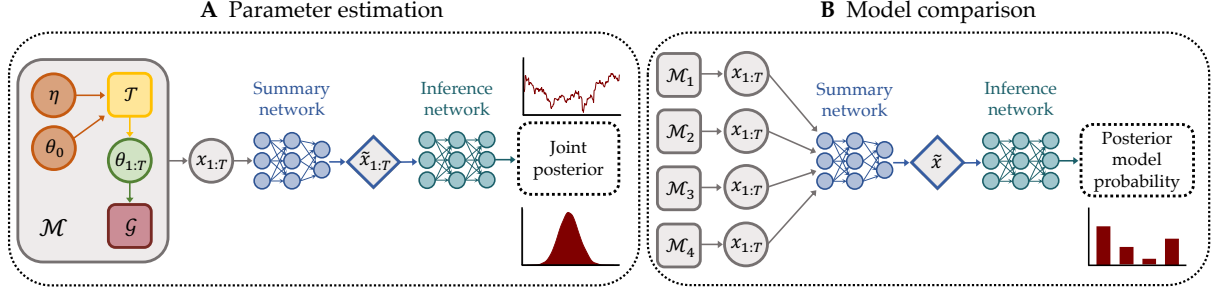 A Parameter estimation
η
𝒯
θ₀
θ₁:T
ℳ
𝒢
x₁:T
Summary
network
x̃₁:T
Inference
network
Joint
posterior
B Model comparison
ℳ₁
x₁:T
ℳ₂
x₁:T
ℳ₃
x₁:T
ℳ₄
x₁:T
Summary
network
x̃
Inference
network
Posterior
model
probability